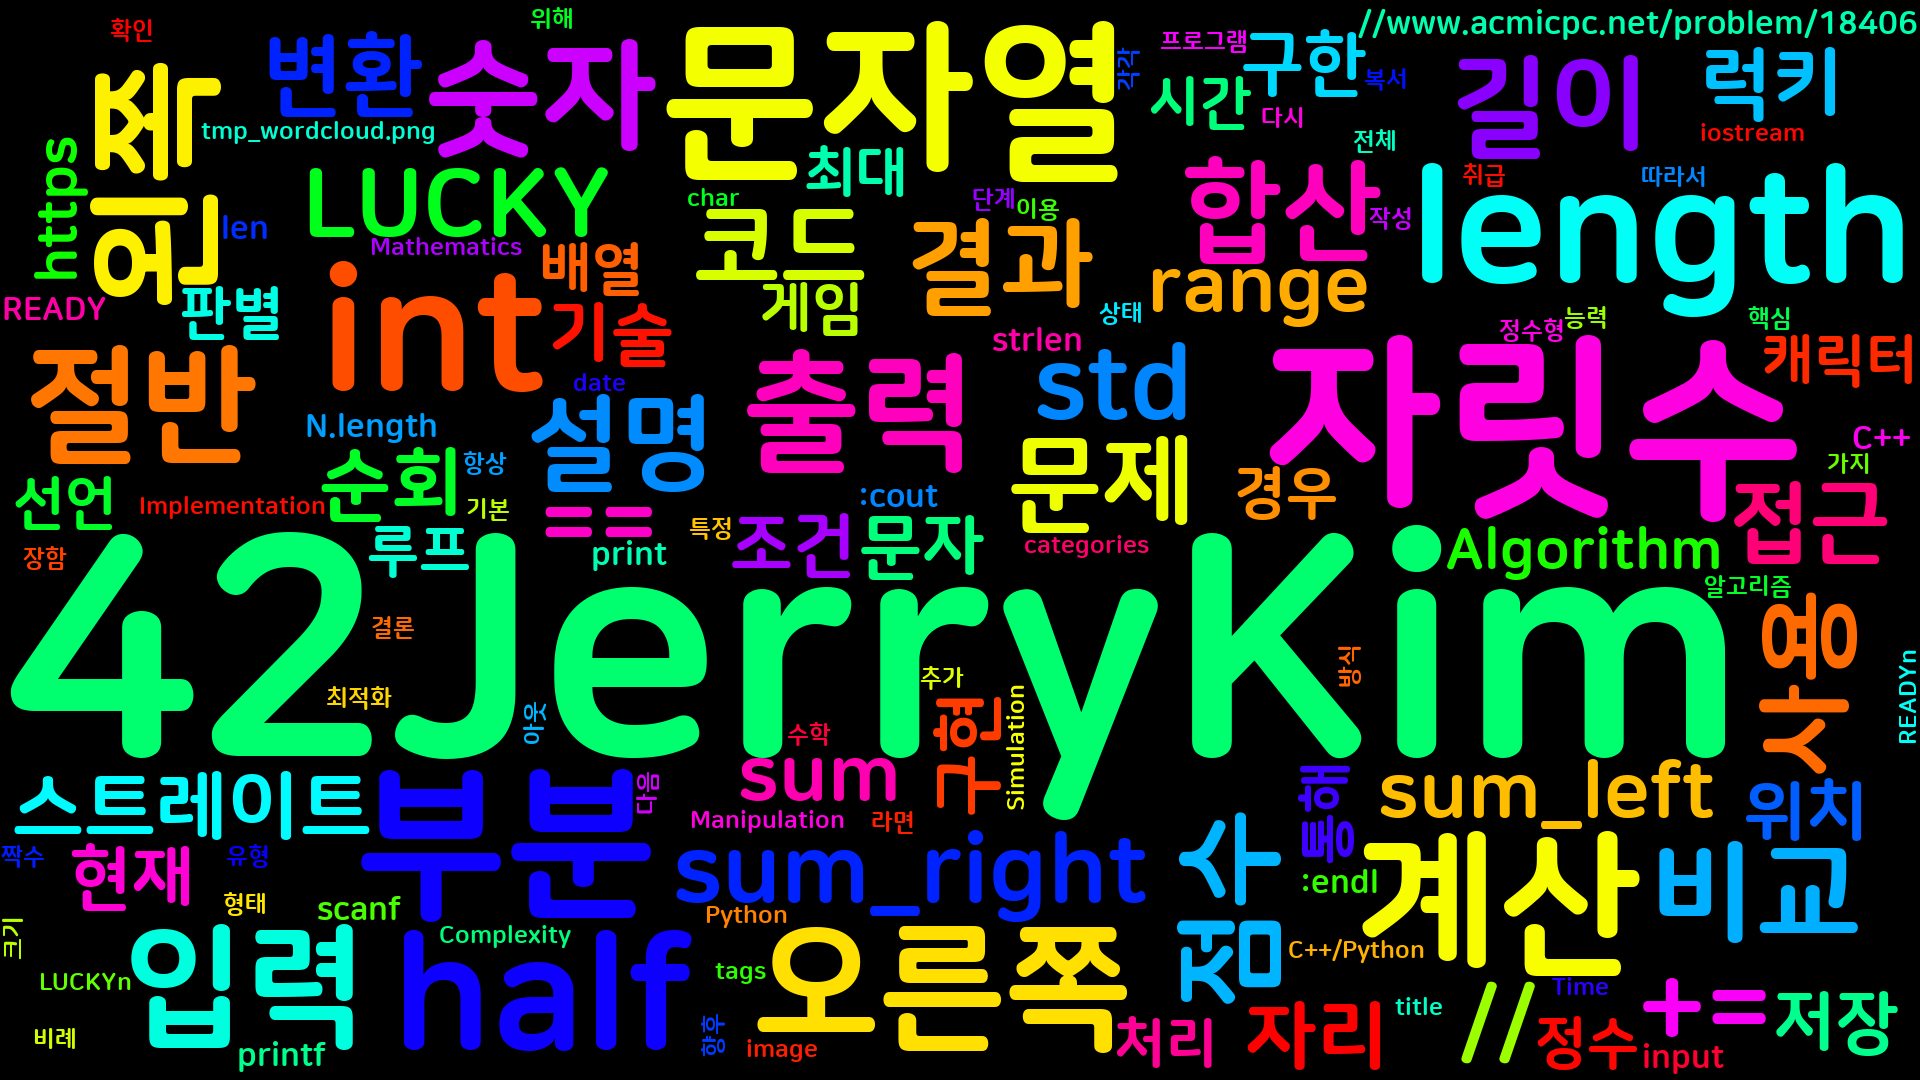 확인
위해
//www.acmicpc.net/problem/18406
변환
숫자
문자열
각각
프로그램
구한
복서
길이
럭키
왼쪽
시간
다시
iostream
tmp_wordcloud.png
전체
https
최대
합산
취급
따라서
length
len
LUCKY
char
단계
이용
작성
Mathematics
코드
결과
range
배열
READY
판별
int
기술
게임
strlen
상태
정수형
능력
핵심
캐릭터
절반
date
설명
출력
std
자릿수
N.length
문제
C++
순회
항상
경우
가지
접근
선언
Implementation
기본
==
특정
조건
문자
:cout
categories
Algorithm
장함
루프
print
알고리즘
42JerryKim
결론
사용
방식
READYn
최적화
추가
아웃
수학
구현
Simulation
스트레이트
부분
다음
sum
통해
sum_left
위치
Manipulation
라면
짝수
현재
유형
sum_right
점수
:endl
계산
비교
형태
scanf
Python
크기
입력
Complexity
half
오른쪽
C++/Python
LUCKYn
tags
Time
//
+=
저장
비례
printf
향후
image
처리
자리
title
정수
input